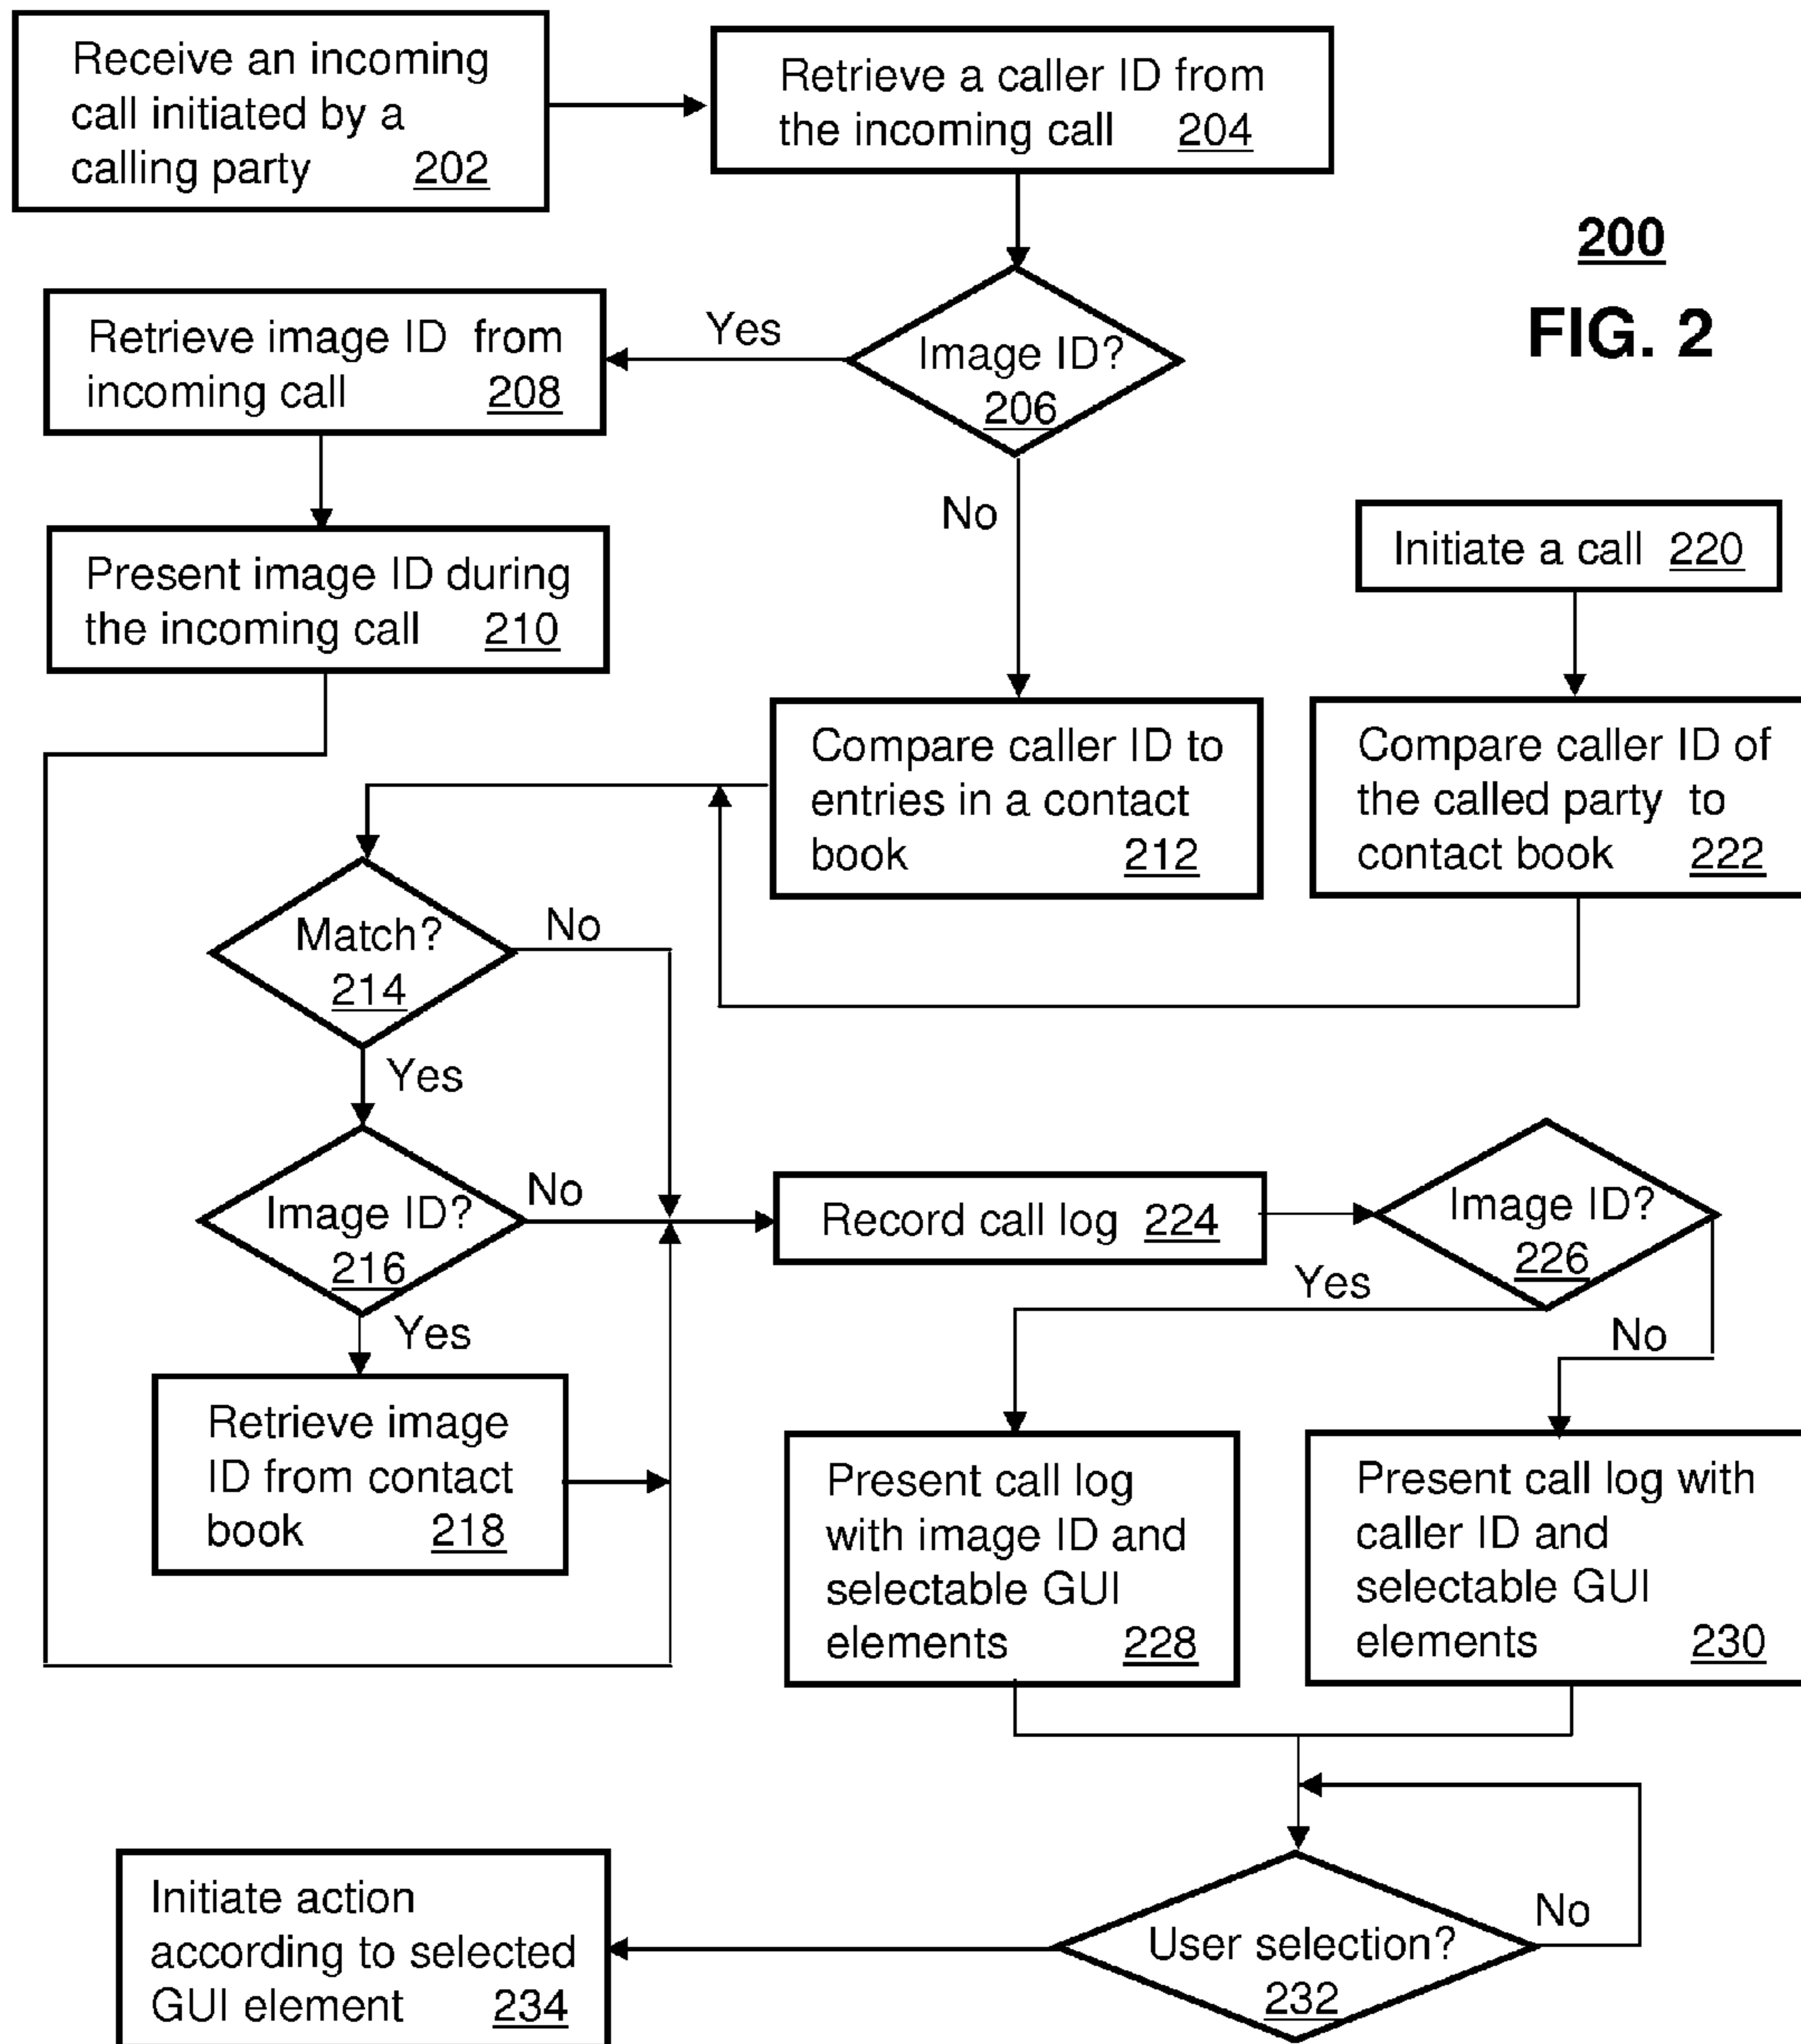 Receive an incoming
call initiated by a
calling party 202
Retrieve a caller ID from
the incoming call 204
200
FIG. 2
Image ID?
206
Yes
No
Retrieve image ID from
incoming call 208
Present image ID during
the incoming call 210
Initiate a call 220
Compare caller ID to
entries in a contact
book 212
Compare caller ID of
the called party to
contact book 222
Match?
214
No
Yes
Image ID?
216
No
Yes
Record call log 224
Image ID?
226
Yes
No
Retrieve image
ID from contact
book 218
Present call log
with image ID and
selectable GUI
elements 228
Present call log with
caller ID and
selectable GUI
elements 230
User selection?
232
No
Initiate action
according to selected
GUI element 234